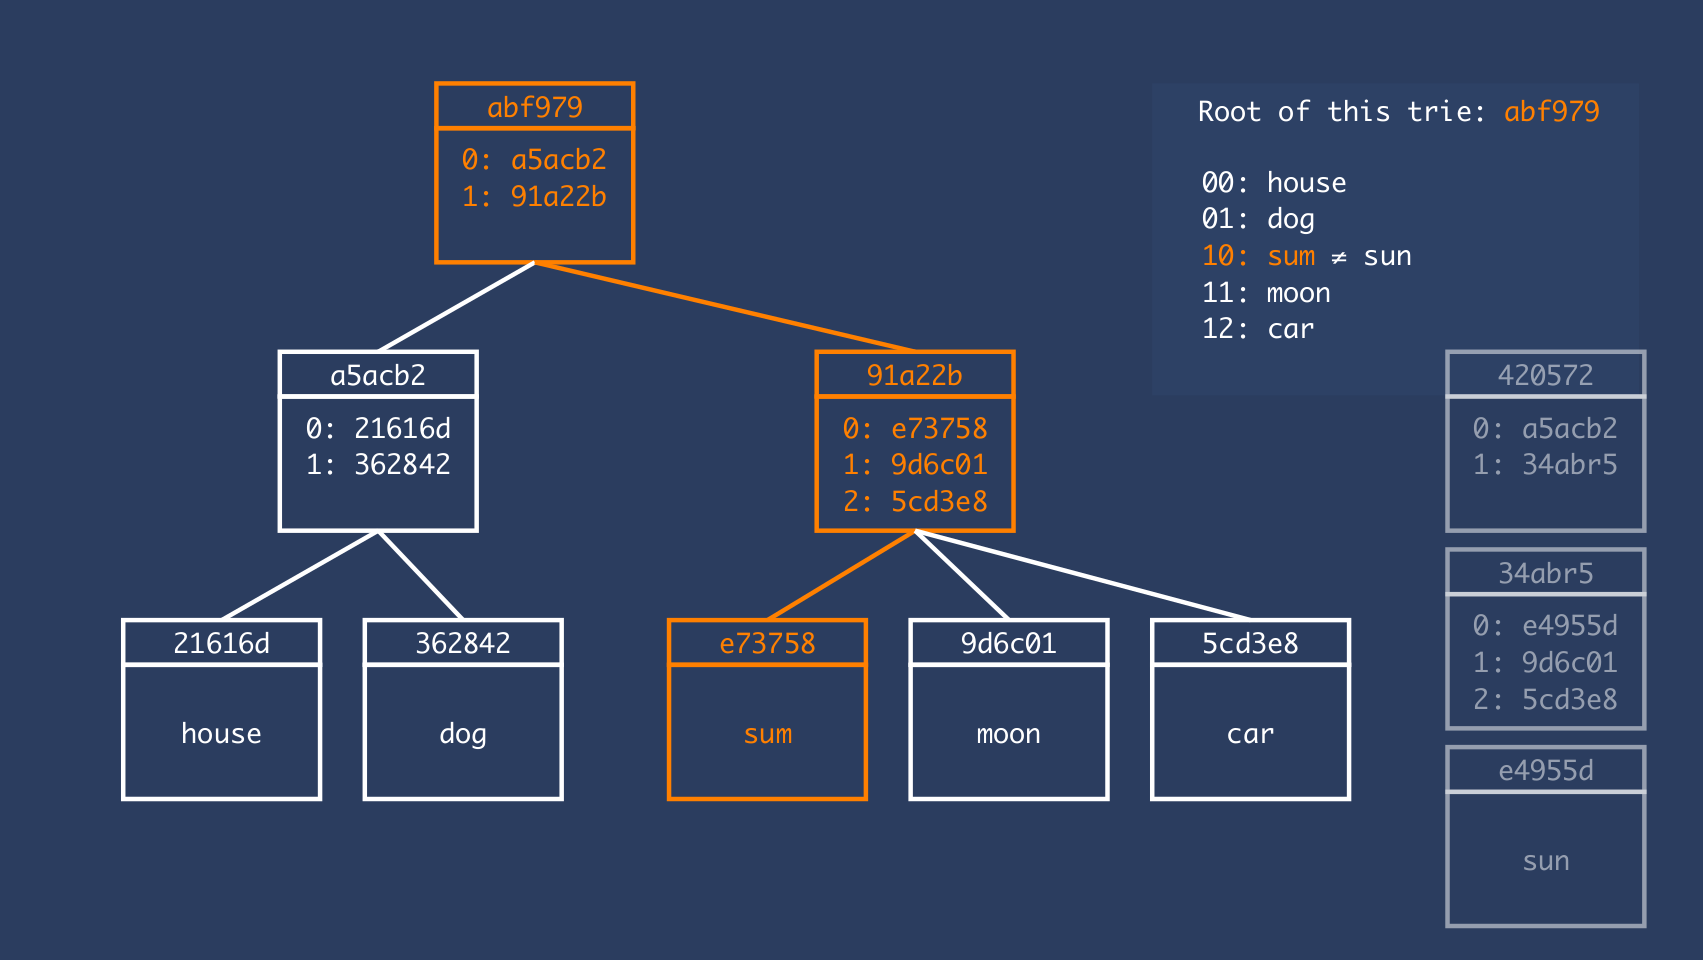 abf979
0: a5acb2
1: 91a22b
Root of this trie: abf979
00: house
01: dog
10: sum ≠ sun
11: moon
12: car
a5acb2
0: 21616d
1: 362842
91a22b
0: e73758
1: 9d6c01
2: 5cd3e8
420572
0: a5acb2
1: 34abr5
21616d
house
362842
dog
e73758
sum
9d6c01
moon
5cd3e8
car
34abr5
0: e4955d
1: 9d6c01
2: 5cd3e8
e4955d
sun